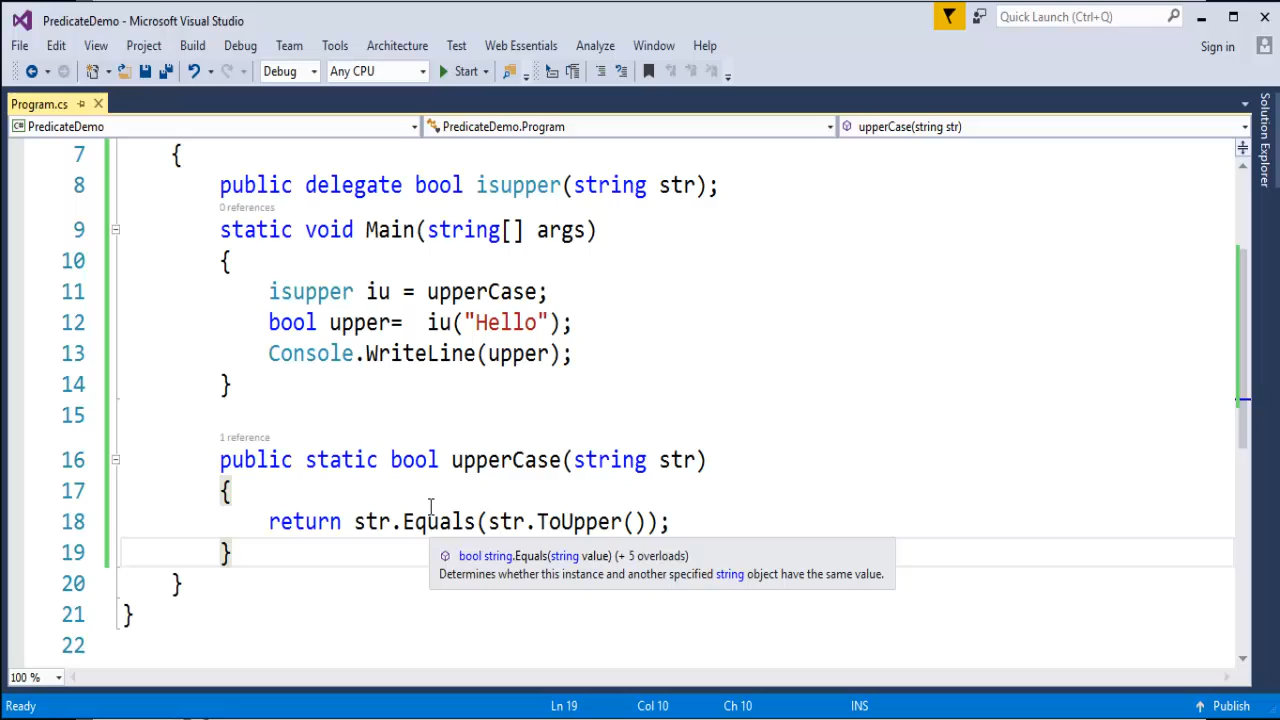 PredicateDemo - Microsoft Visual Studio
Quick Launch (Ctrl+Q)
File Edit View Project Build Debug Team Tools Architecture Test Web Essentials Analyze Window Help
Sign in
Debug Any CPU Start
Program.cs
PredicateDemo PredicateDemo.Program upperCase(string str)
Solution Explorer
7 {
8 public delegate bool isupper(string str);
0 references
9 static void Main(string[] args)
10 {
11 isupper iu = upperCase;
12 bool upper=  iu("Hello");
13 Console.WriteLine(upper);
14 }
15
1 reference
16 public static bool upperCase(string str)
17 {
18 return str.Equals(str.ToUpper());
19 }
bool string.Equals(string value) (+ 5 overloads)
Determines whether this instance and another specified string object have the same value.
20 }
21 }
22
100 %
Ready Ln 19 Col 10 Ch 10 INS Publish